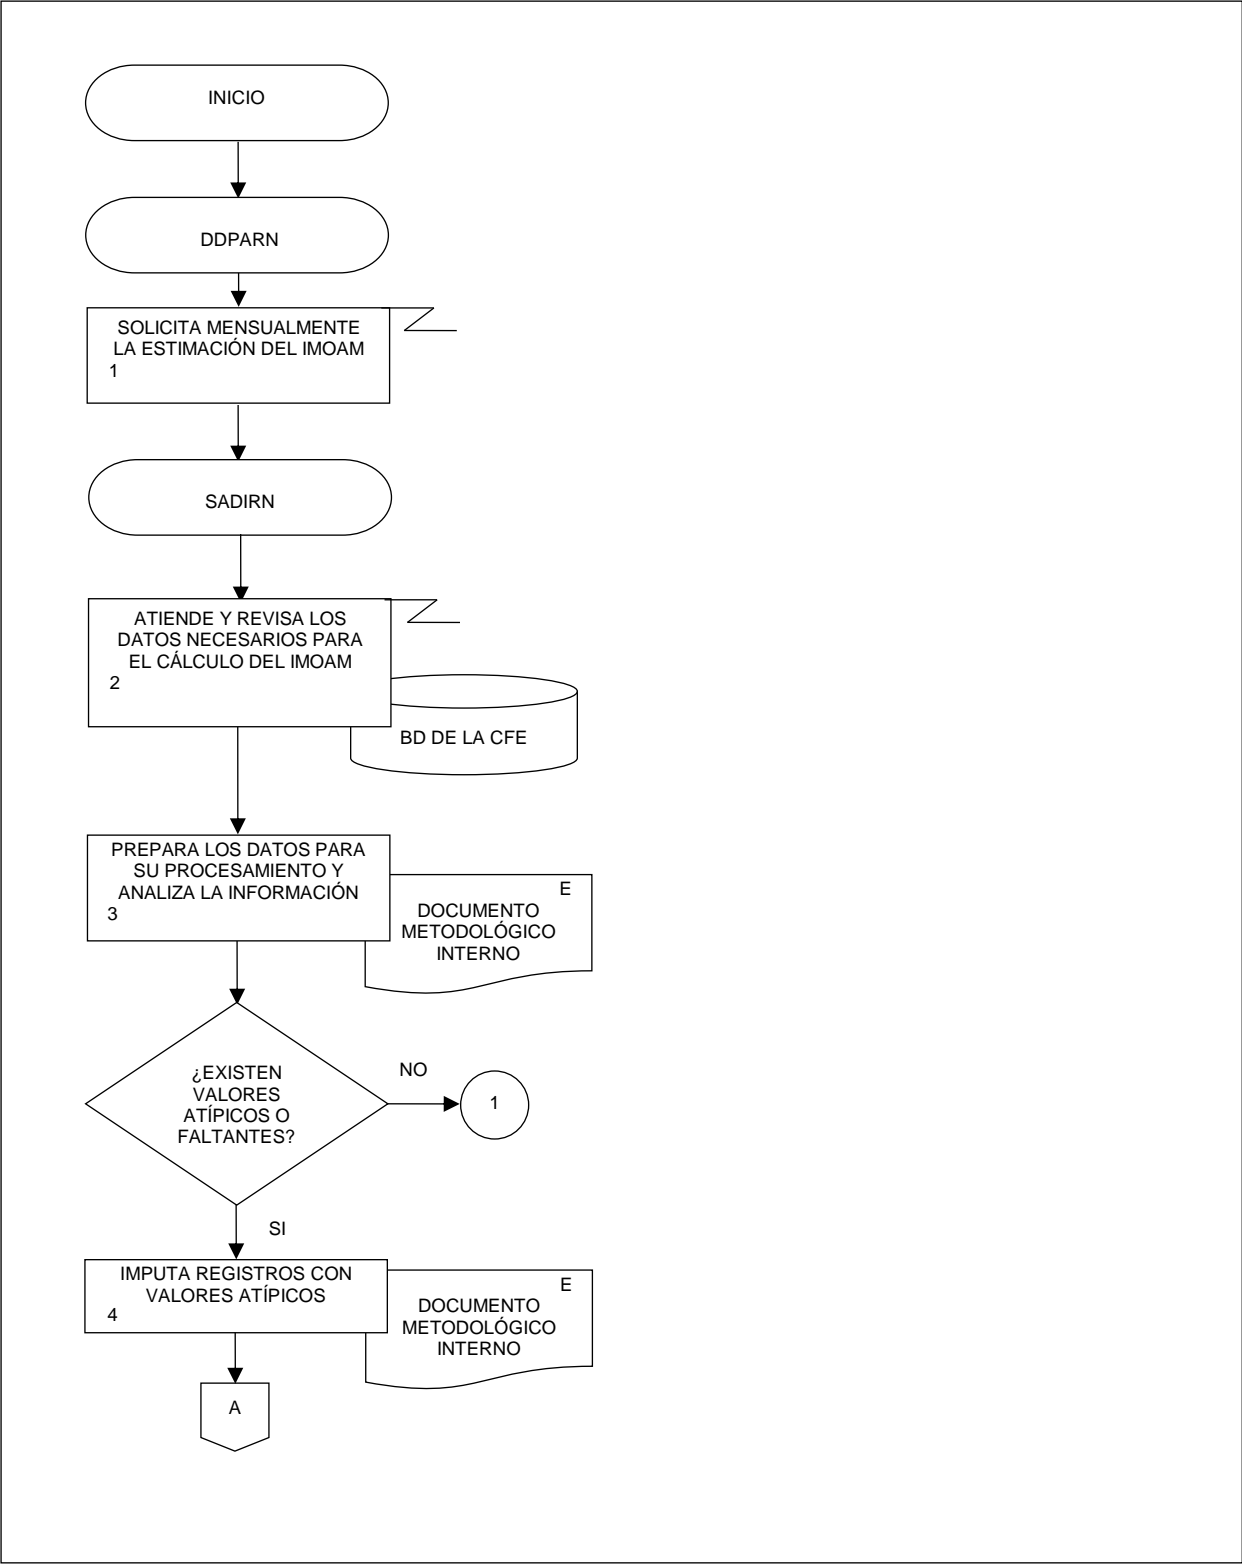 INICIO
DDPARN
SOLICITA MENSUALMENTE
LA ESTIMACIÓN DEL IMOAM
1
SADIRN
ATIENDE Y REVISA LOS
DATOS NECESARIOS PARA
EL CÁLCULO DEL IMOAM
2
BD DE LA CFE
PREPARA LOS DATOS PARA
SU PROCESAMIENTO Y
ANALIZA LA INFORMACIÓN
3
E
DOCUMENTO
METODOLÓGICO
INTERNO
¿EXISTEN
VALORES
ATÍPICOS O
FALTANTES?
NO
1
SI
IMPUTA REGISTROS CON
VALORES ATÍPICOS
4
E
DOCUMENTO
METODOLÓGICO
INTERNO
A